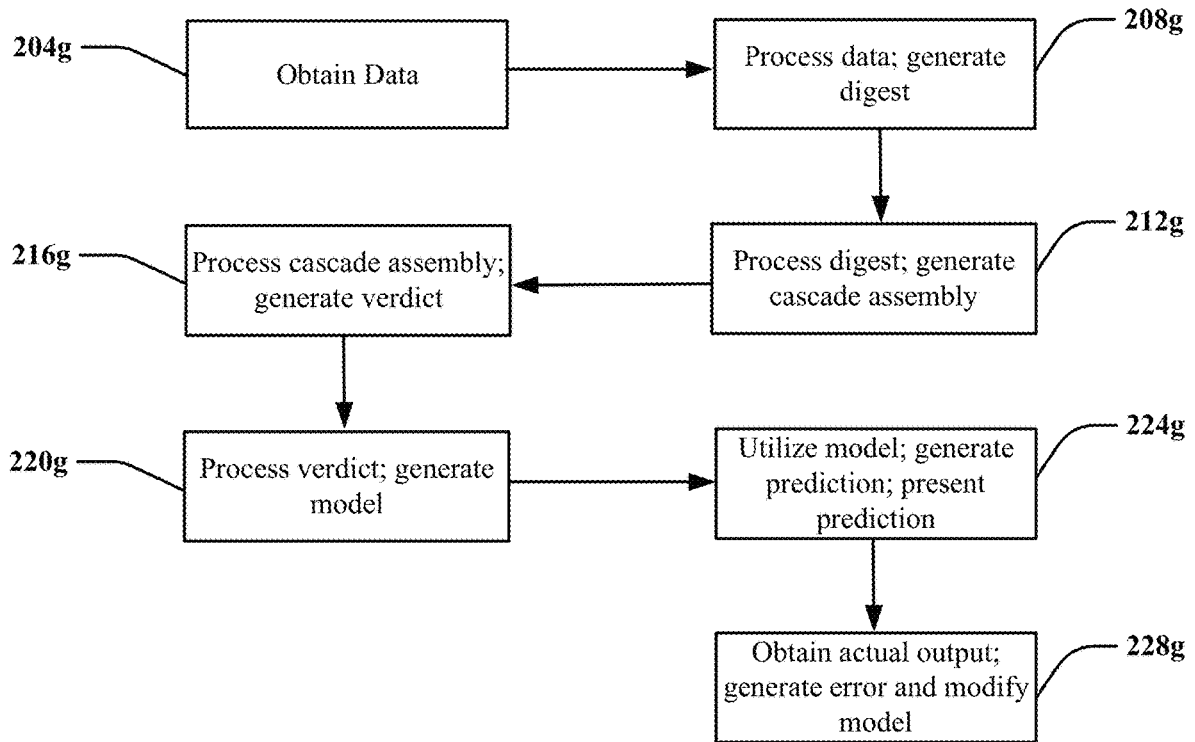 204g
Obtain Data
208g
Process data; generate
digest
216g
Process cascade assembly;
generate verdict
212g
Process digest; generate
cascade assembly
220g
Process verdict; generate
model
224g
Utilize model; generate
prediction; present
prediction
228g
Obtain actual output;
generate error and modify
model